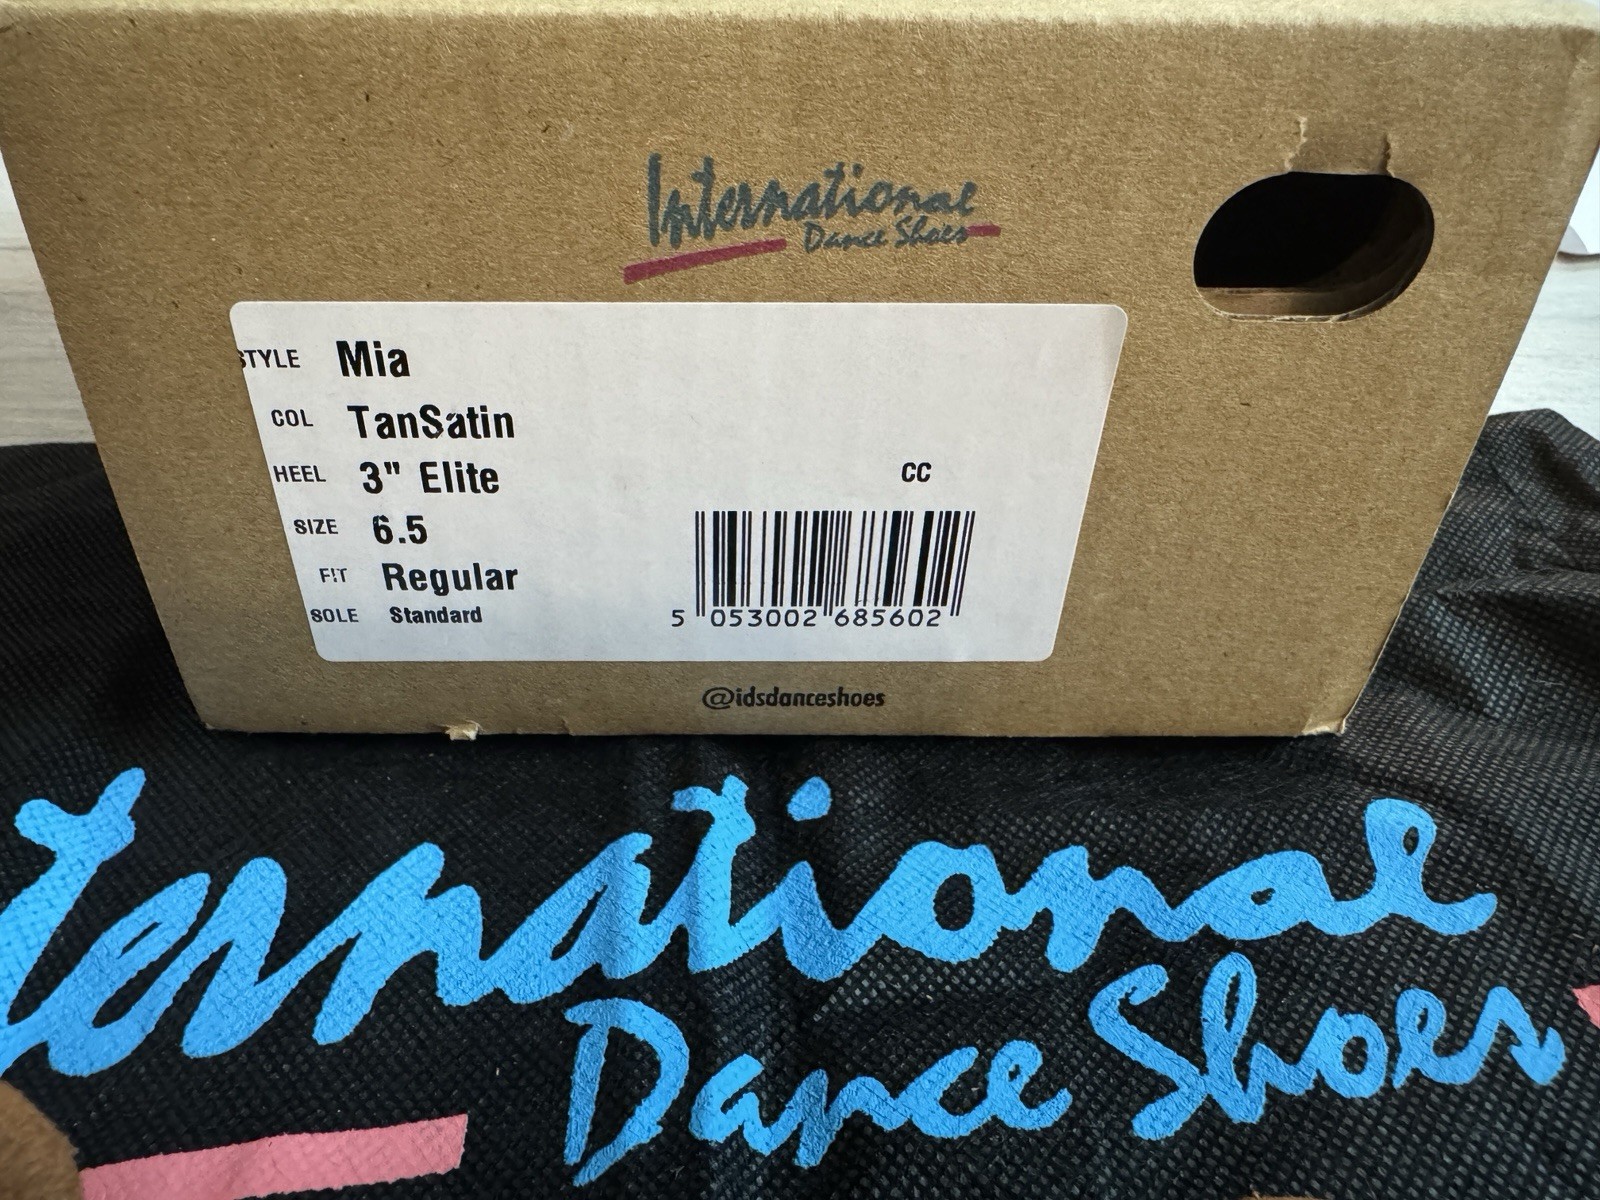 International
Dance Shoes
STYLE Mia
COL TanSatin
HEEL 3" Elite
CC
SIZE 6.5
FIT Regular
SOLE Standard
5 053002 685602
@idsdanceshoes
ternational
Dance Shoes